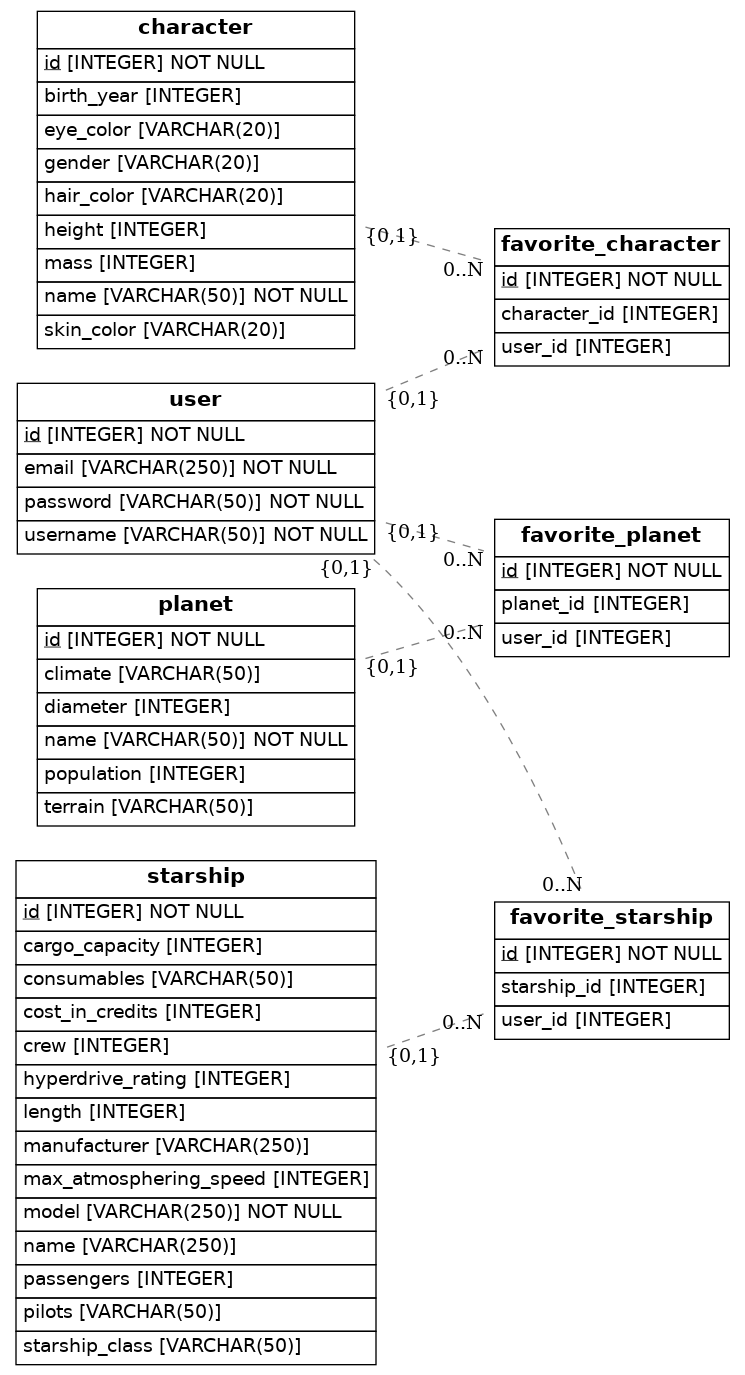 character
id [INTEGER] NOT NULL
birth_year [INTEGER]
eye_color [VARCHAR(20)]
gender [VARCHAR(20)]
hair_color [VARCHAR(20)]
height [INTEGER]
mass [INTEGER]
name [VARCHAR(50)] NOT NULL
skin_color [VARCHAR(20)]
{0,1}
0..N
favorite_character
id [INTEGER] NOT NULL
character_id [INTEGER]
user_id [INTEGER]
0..N
{0,1}
user
id [INTEGER] NOT NULL
email [VARCHAR(250)] NOT NULL
password [VARCHAR(50)] NOT NULL
username [VARCHAR(50)] NOT NULL
{0,1}
0..N
{0,1}
favorite_planet
id [INTEGER] NOT NULL
planet_id [INTEGER]
user_id [INTEGER]
planet
id [INTEGER] NOT NULL
climate [VARCHAR(50)]
diameter [INTEGER]
name [VARCHAR(50)] NOT NULL
population [INTEGER]
terrain [VARCHAR(50)]
0..N
{0,1}
0..N
favorite_starship
id [INTEGER] NOT NULL
starship_id [INTEGER]
user_id [INTEGER]
starship
id [INTEGER] NOT NULL
cargo_capacity [INTEGER]
consumables [VARCHAR(50)]
cost_in_credits [INTEGER]
crew [INTEGER]
hyperdrive_rating [INTEGER]
length [INTEGER]
manufacturer [VARCHAR(250)]
max_atmosphering_speed [INTEGER]
model [VARCHAR(250)] NOT NULL
name [VARCHAR(250)]
passengers [INTEGER]
pilots [VARCHAR(50)]
starship_class [VARCHAR(50)]
0..N
{0,1}